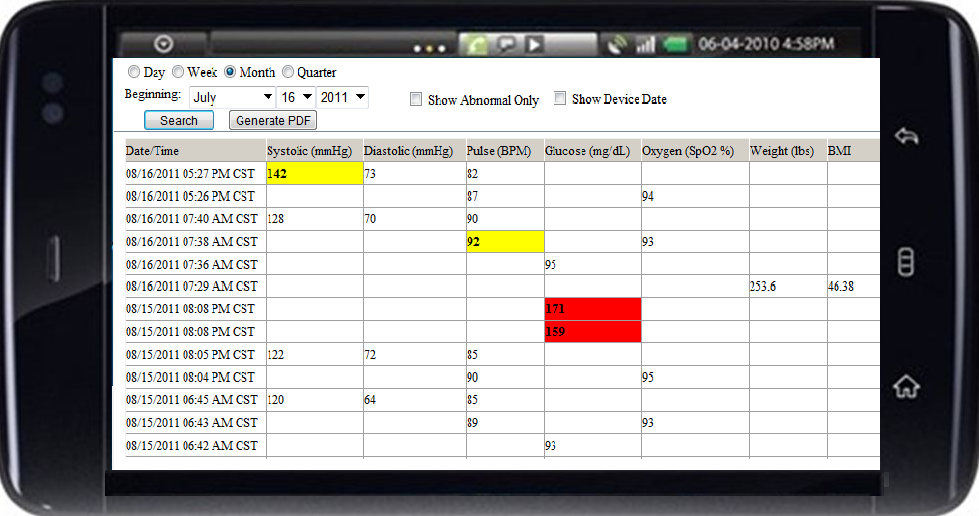 06-04-2010 4:58PM
Day Week Month Quarter
Beginning: July 16 2011 Show Abnormal Only Show Device Date
Search Generate PDF
Date/Time Systolic (mmHg) Diastolic (mmHg) Pulse (BPM) Glucose (mg/dL) Oxygen (SpO2 %) Weight (lbs) BMI
08/16/2011 05:27 PM CST 142 73 82
08/16/2011 05:26 PM CST 87 94
08/16/2011 07:40 AM CST 128 70 90
08/16/2011 07:38 AM CST 92 93
08/16/2011 07:36 AM CST 95
08/16/2011 07:29 AM CST 253.6 46.38
08/15/2011 08:08 PM CST 171
08/15/2011 08:08 PM CST 159
08/15/2011 08:05 PM CST 122 72 85
08/15/2011 08:04 PM CST 90 95
08/15/2011 06:45 AM CST 120 64 85
08/15/2011 06:43 AM CST 89 93
08/15/2011 06:42 AM CST 93